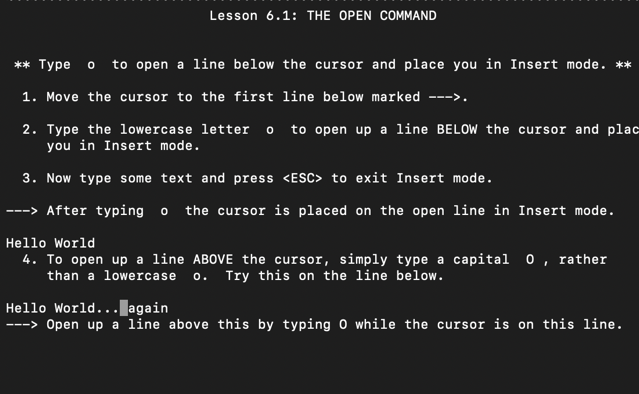 Lesson 6.1: THE OPEN COMMAND
** Type  o  to open a line below the cursor and place you in Insert mode. **
1. Move the cursor to the first line below marked --->.
2. Type the lowercase letter  o  to open up a line BELOW the cursor and plac
you in Insert mode.
3. Now type some text and press <ESC> to exit Insert mode.
---> After typing  o  the cursor is placed on the open line in Insert mode.
Hello World
4. To open up a line ABOVE the cursor, simply type a capital  O , rather
than a lowercase  o.  Try this on the line below.
Hello World... again
---> Open up a line above this by typing O while the cursor is on this line.